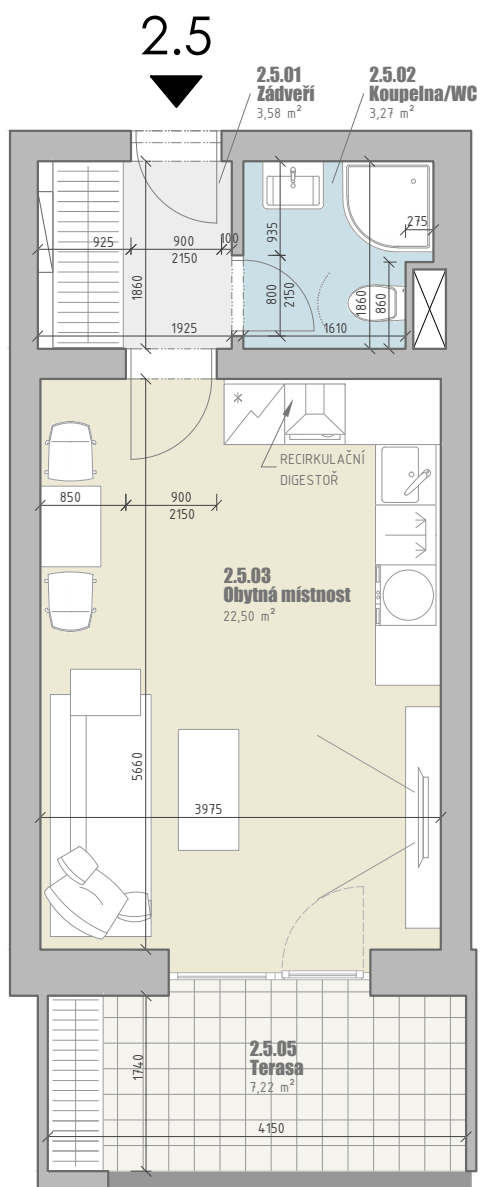 2.5
2.5.01
Zádveří
3,58 m²
2.5.02
Koupelna/WC
3,27 m²
275
925
900
100
2150
935
1860
800
2150
1860
860
1925
1610
RECIRKULAČNÍ
DIGESTOŘ
850
900
2150
2.5.03
Obytná místnost
22,50 m²
5660
3975
2.5.05
Terasa
7,22 m²
1740
4150